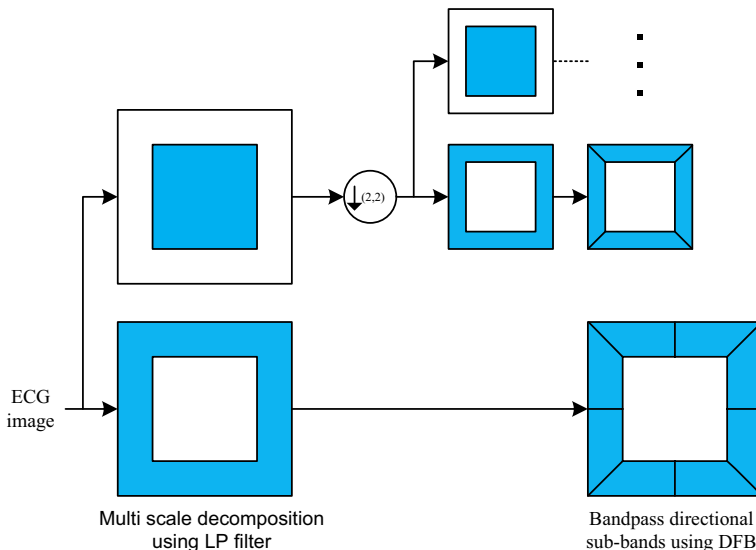 (2,2)
ECG
image
Multi scale decomposition
using LP filter
Bandpass directional
sub-bands using DFB